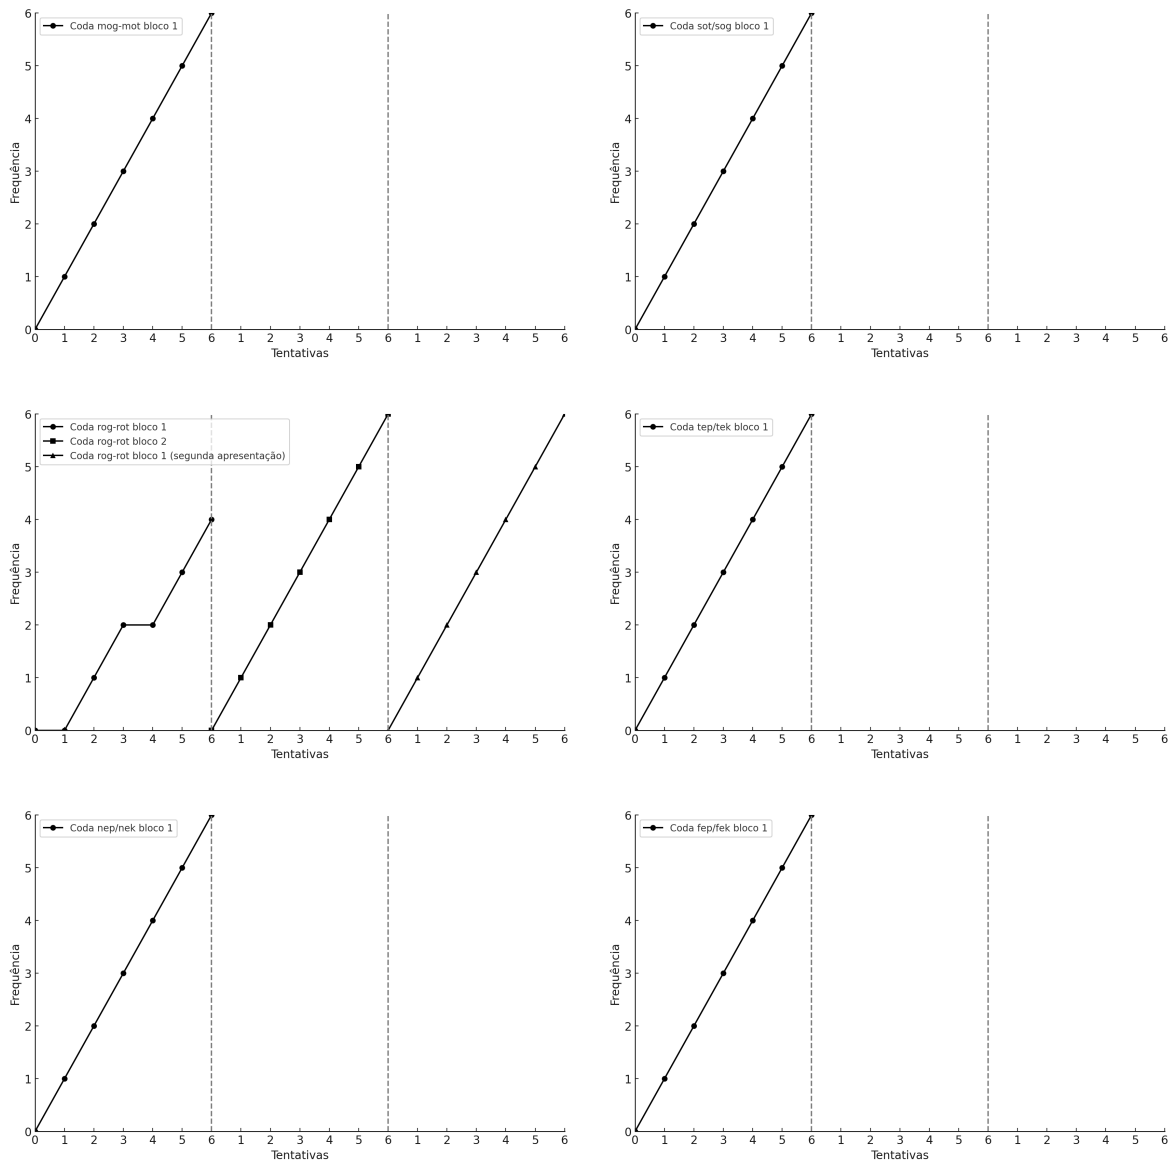 Coda mog-mot bloco 1
6
5
4
3
2
1
0
Frequência
0 1 2 3 4 5 6 1 2 3 4 5 6 1 2 3 4 5 6
Tentativas
Coda sot/sog bloco 1
6
5
4
3
2
1
0
Frequência
0 1 2 3 4 5 6 1 2 3 4 5 6 1 2 3 4 5 6
Tentativas
Coda rog-rot bloco 1
Coda rog-rot bloco 2
Coda rog-rot bloco 1 (segunda apresentação)
6
5
4
3
2
1
0
Frequência
0 1 2 3 4 5 6 1 2 3 4 5 6 1 2 3 4 5 6
Tentativas
Coda tep/tek bloco 1
6
5
4
3
2
1
0
Frequência
0 1 2 3 4 5 6 1 2 3 4 5 6 1 2 3 4 5 6
Tentativas
Coda nep/nek bloco 1
6
5
4
3
2
1
0
Frequência
0 1 2 3 4 5 6 1 2 3 4 5 6 1 2 3 4 5 6
Tentativas
Coda fep/fek bloco 1
6
5
4
3
2
1
0
Frequência
0 1 2 3 4 5 6 1 2 3 4 5 6 1 2 3 4 5 6
Tentativas